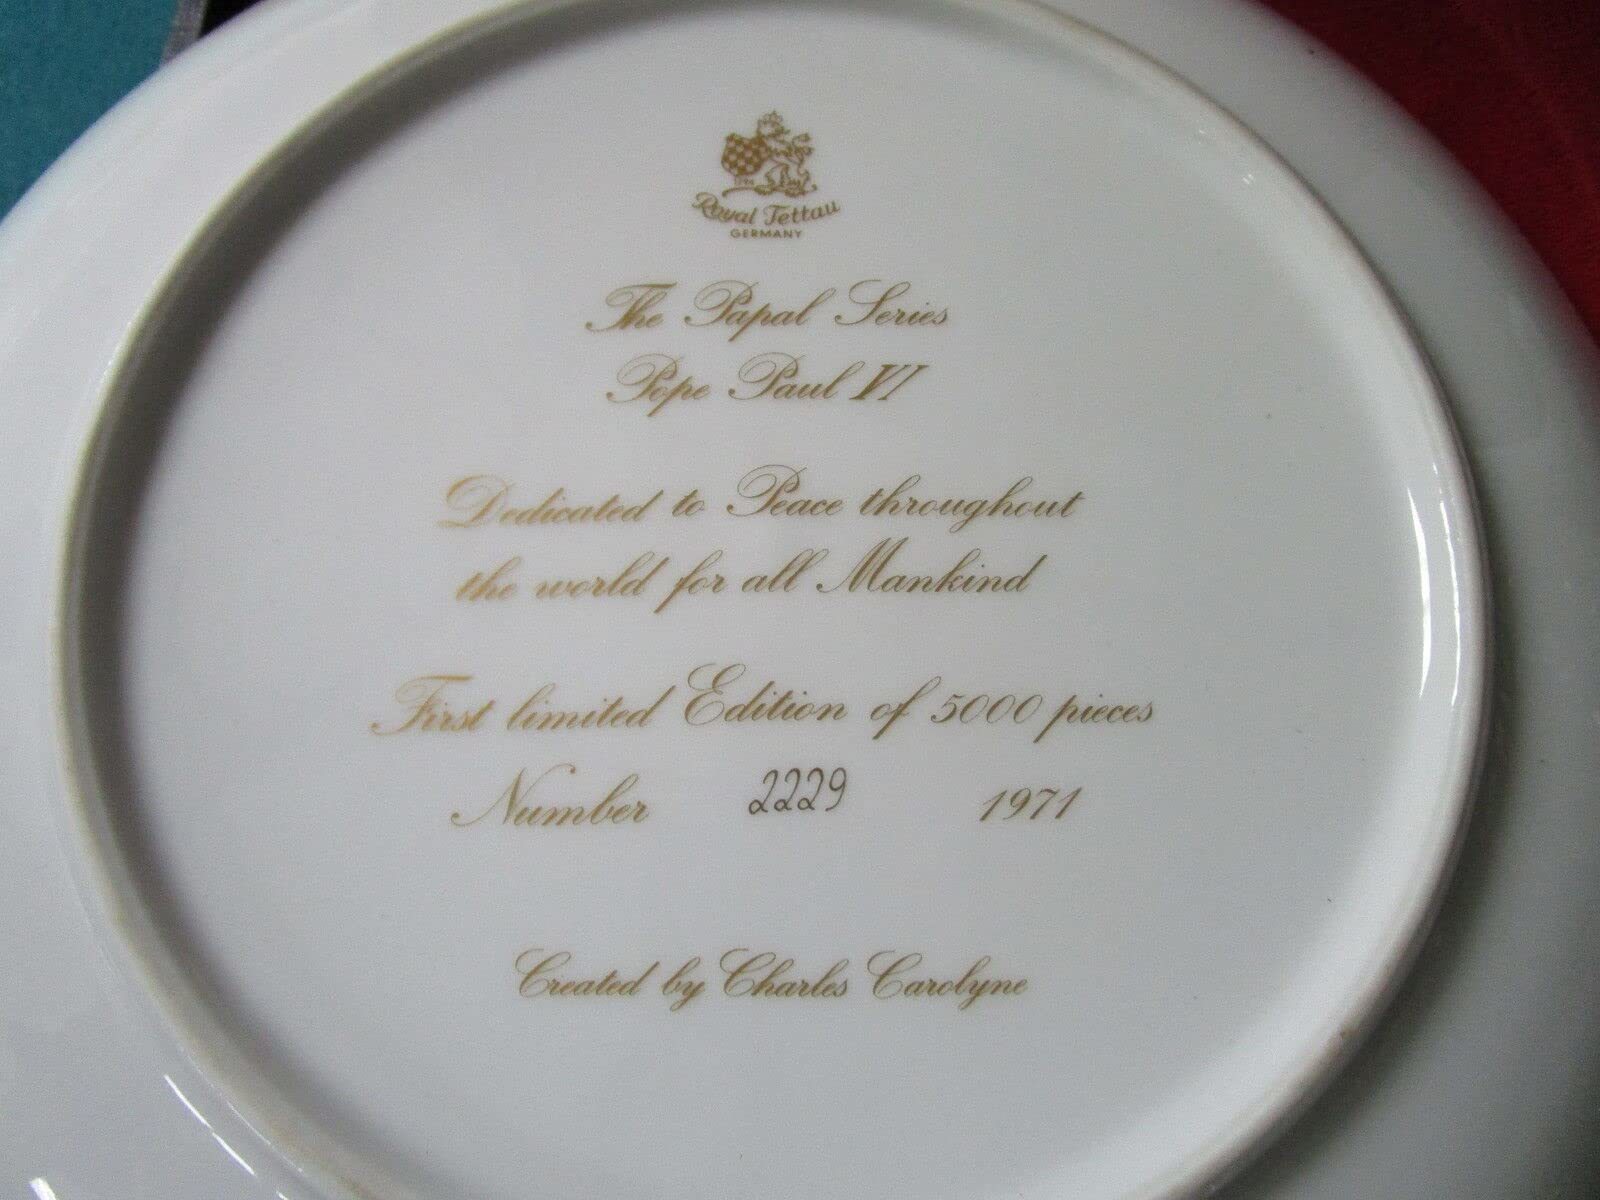 Royal Tettau
GERMANY
The Papal Series
Pope Paul VI
Dedicated to Peace throughout
the world for all Mankind
First limited Edition of 5000 pieces
Number 2229 1971
Created by Charles Carolyne